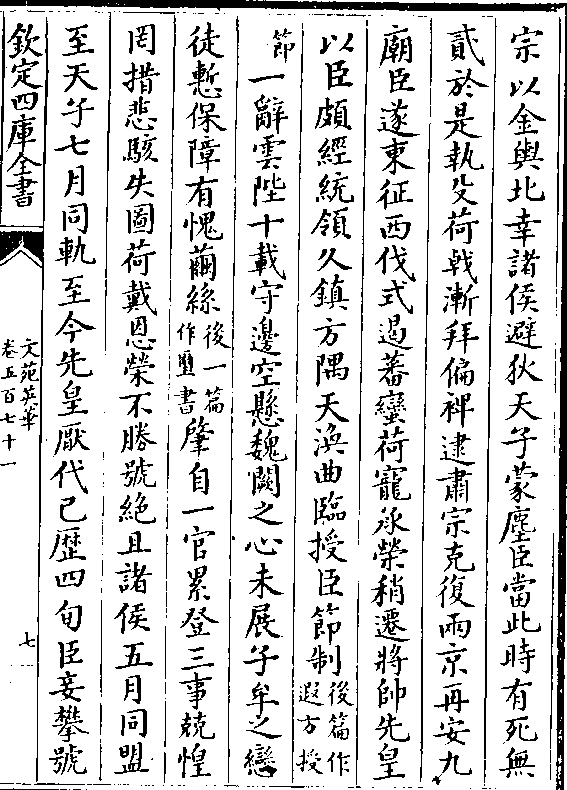 宗以金輿北幸諸侯避狄天子蒙塵臣當此時有死無
貳於是執殳荷戟漸拜偏裨逮肅宗克復兩京再安九
廟臣遂東征西伐式遏蕃蠻荷寵承榮稍遷將帥先皇
以臣頗經統領久鎮方隅天渙曲臨授臣節制後篇作遐方授
節一辭雲陛十載守邊空懸魏闕之心未展子牟之戀
徒慙保障有愧繭絲後一篇作璽書肇自一官累登三事兢惶
罔措悲駭失圖荷戴恩榮不勝號絶且諸侯五月同盟
至天子七月同軌至今先皇厭代已歴四旬臣妄攀號
欽定四庫全書
文苑英華
卷五百七十一
七